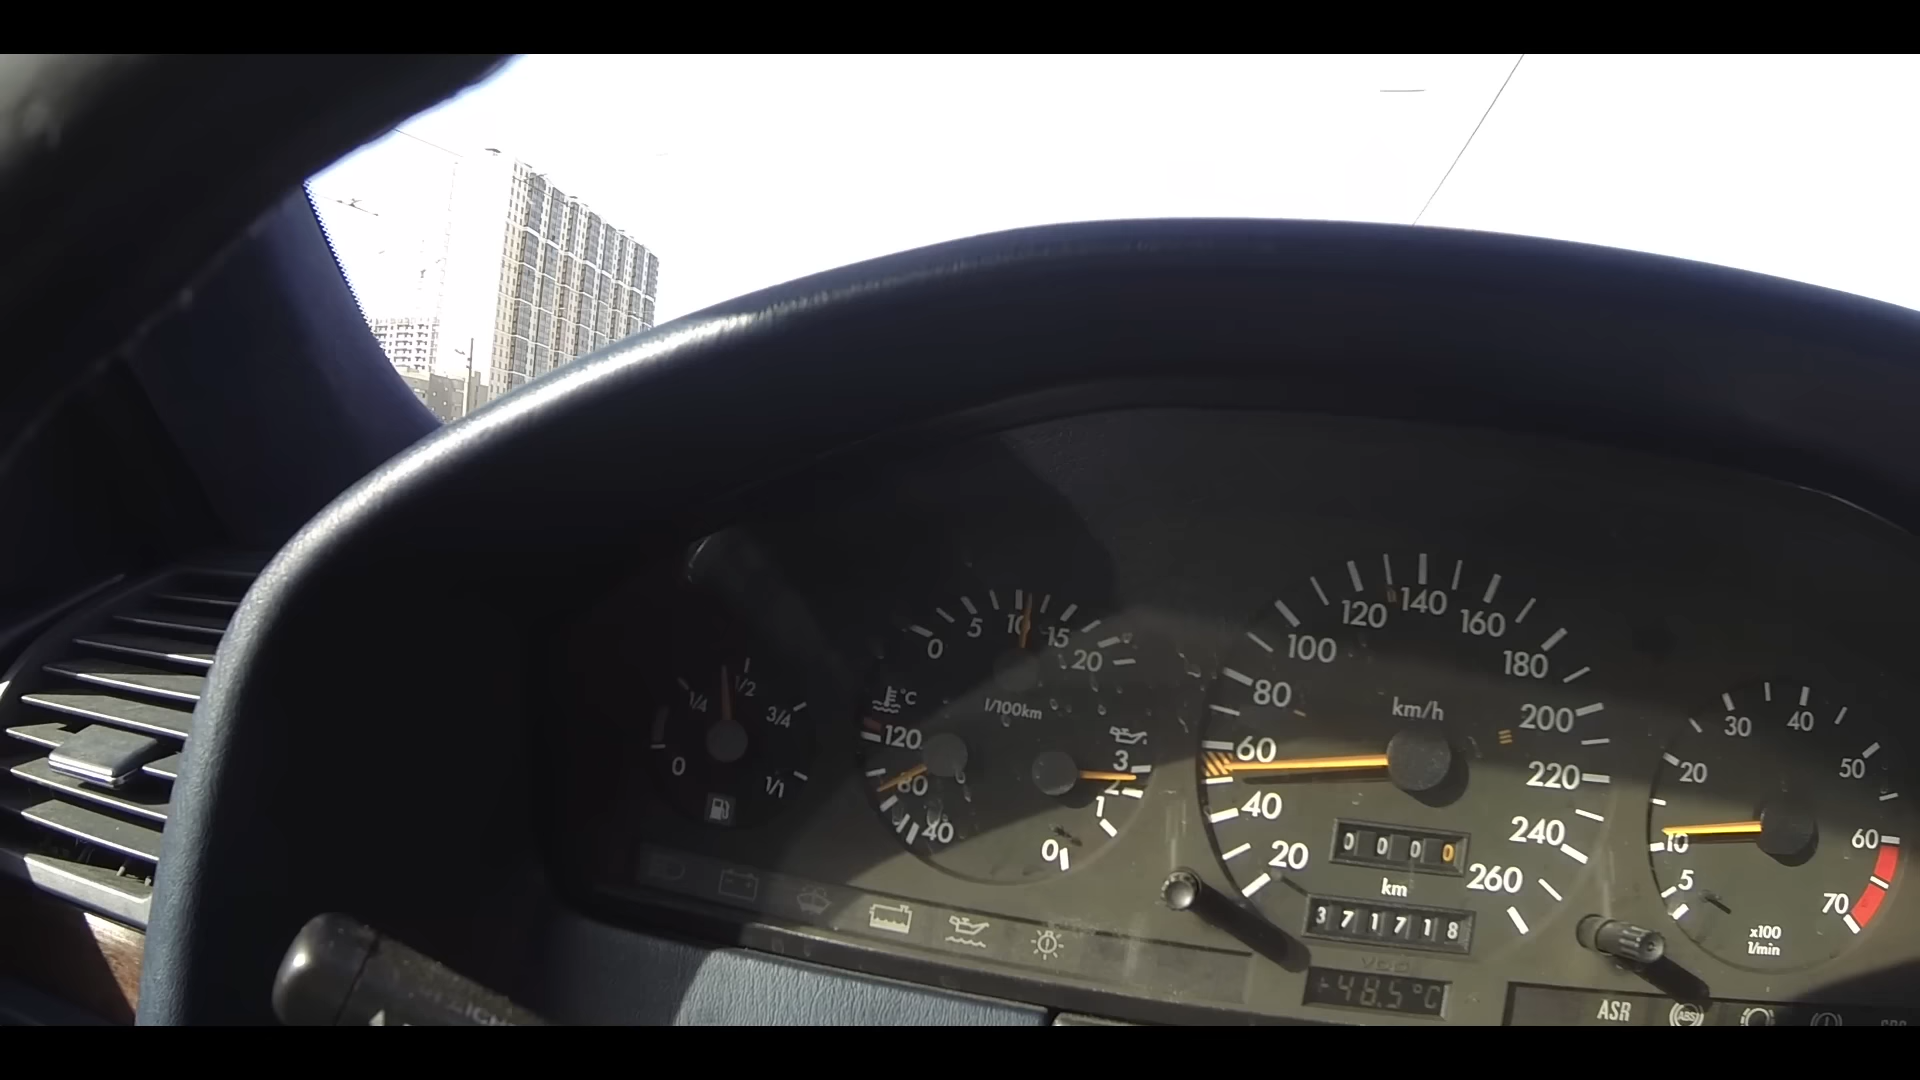 0 1/4 1/2 3/4 1/1
0 5 10 15 20
l/100km
°C
120 80 40
3 2 1 0
20 40 60 80 100 120 140 160 180 200 220 240 260
km/h
0 0 0 0
km
3 7 1 7 1 8
VDO
-48.5°C
5 10 20 30 40 50 60 70
x100
1/min
ASR
ABS